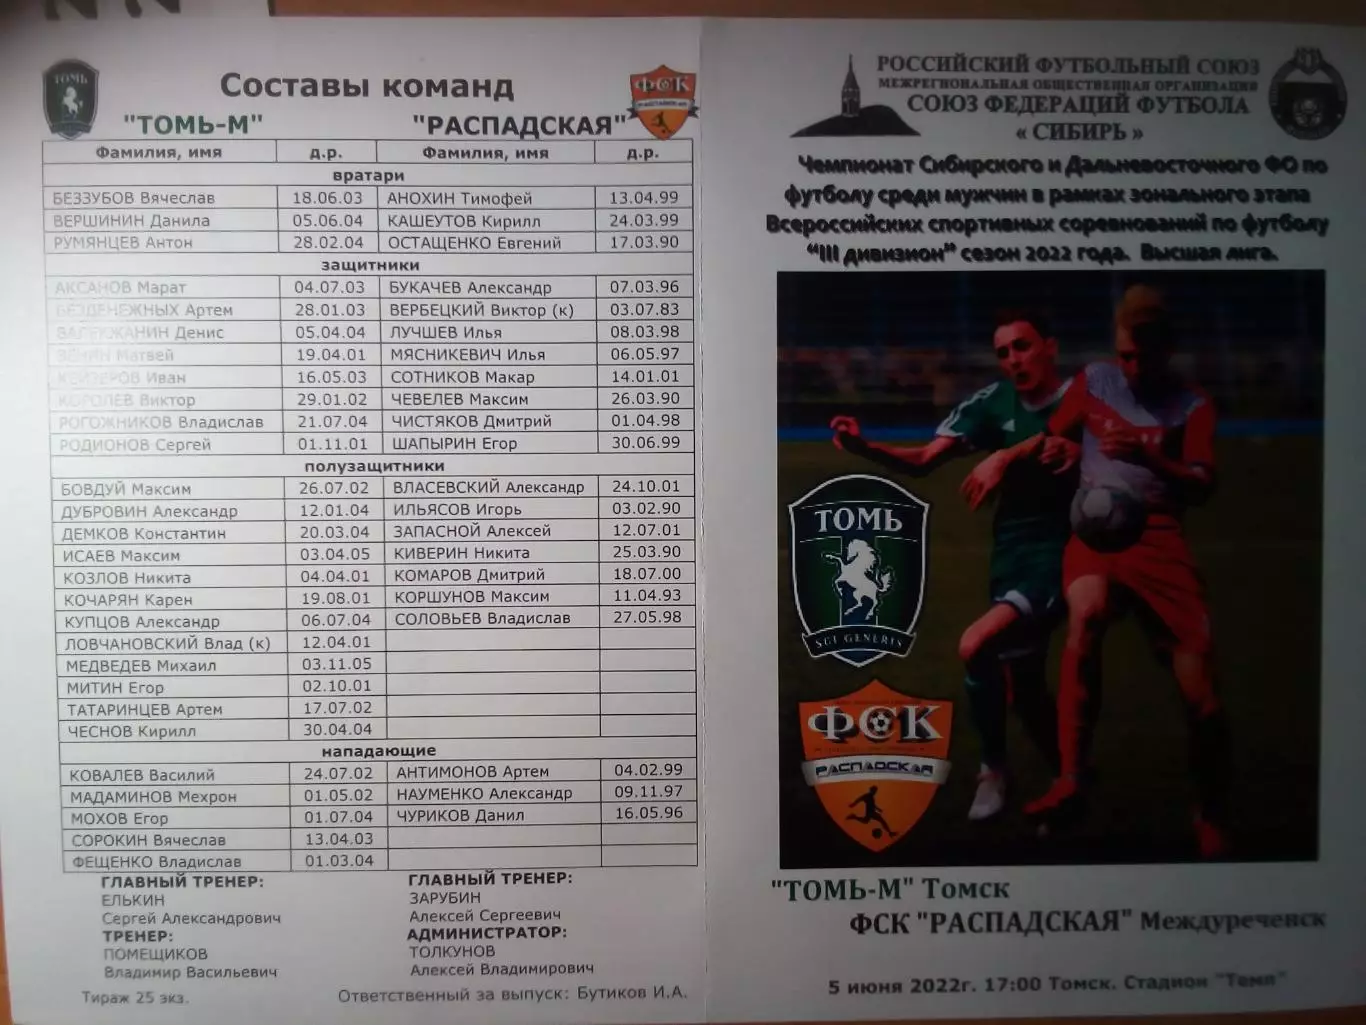 Составы команд
ТОМЬ
ФСК
РАСПАДСКАЯ
"ТОМЬ-М" "РАСПАДСКАЯ"
Фамилия, имя д.р. Фамилия, имя д.р.
вратари
БЕЗЗУБОВ Вячеслав 18.06.03 АНОХИН Тимофей 13.04.99
ВЕРШИНИН Данила 05.06.04 КАШЕУТОВ Кирилл 24.03.99
РУМЯНЦЕВ Антон 28.02.04 ОСТАЩЕНКО Евгений 17.03.90
защитники
АКСАНОВ Марат 04.07.03 БУКАЧЕВ Александр 07.03.96
БЕЗДЕНЕЖНЫХ Артем 28.01.03 ВЕРБЕЦКИЙ Виктор (к) 03.07.83
Денис 05.04.04 ЛУЧШЕВ Илья 08.03.98
ЗЕНИН Матвей 19.04.01 МЯСНИКЕВИЧ Илья 06.05.97
Иван 16.05.03 СОТНИКОВ Макар 14.01.01
КОРОЛЕВ Виктор 29.01.02 ЧЕВЕЛЕВ Максим 26.03.90
РОГОЖНИКОВ Владислав 21.07.04 ЧИСТЯКОВ Дмитрий 01.04.98
РОДИОНОВ Сергей 01.11.01 ШАПЫРИН Егор 30.06.99
полузащитники
БОВДУЙ Максим 26.07.02 ВЛАСЕВСКИЙ Александр 24.10.01
ДУБРОВИН Александр 12.01.04 ИЛЬЯСОВ Игорь 03.02.90
ДЕМКОВ Константин 20.03.04 ЗАПАСНОЙ Алексей 12.07.01
ИСАЕВ Максим 03.04.05 КИВЕРИН Никита 25.03.90
КОЗЛОВ Никита 04.04.01 КОМАРОВ Дмитрий 18.07.00
КОЧАРЯН Карен 19.08.01 КОРШУНОВ Максим 11.04.93
КУПЦОВ Александр 06.07.04 СОЛОВЬЕВ Владислав 27.05.98
ЛОВЧАНОВСКИЙ Влад (к) 12.04.01
МЕДВЕДЕВ Михаил 03.11.05
МИТИН Егор 02.10.01
ТАТАРИНЦЕВ Артем 17.07.02
ЧЕСНОВ Кирилл 30.04.04
нападающие
КОВАЛЕВ Василий 24.07.02 АНТИМОНОВ Артем 04.02.99
МАДАМИНОВ Мехрон 01.05.02 НАУМЕНКО Александр 09.11.97
МОХОВ Егор 01.07.04 ЧУРИКОВ Данил 16.05.96
СОРОКИН Вячеслав 13.04.03
ФЕЩЕНКО Владислав 01.03.04
ГЛАВНЫЙ ТРЕНЕР: ГЛАВНЫЙ ТРЕНЕР:
ЕЛЬКИН ЗАРУБИН
Сергей Александрович Алексей Сергеевич
ТРЕНЕР: АДМИНИСТРАТОР:
ПОМЕЩИКОВ ТОЛКУНОВ
Владимир Васильевич Алексей Владимирович
Тираж 25 экз. Ответственный за выпуск: Бутиков И.А.
РОССИЙСКИЙ ФУТБОЛЬНЫЙ СОЮЗ
МЕЖРЕГИОНАЛЬНАЯ ОБЩЕСТВЕННАЯ ОРГАНИЗАЦИЯ
СОЮЗ ФЕДЕРАЦИЙ ФУТБОЛА
« СИБИРЬ »
Чемпионат Сибирского и Дальневосточного ФО по
футболу среди мужчин в рамках зонального этапа
Всероссийских спортивных соревнований по футболу
"III дивизион" сезон 2022 года. Высшая лига.
ТОМЬ
SUI GENERIS
ФСК
РАСПАДСКАЯ
"ТОМЬ-М" Томск
ФСК "РАСПАДСКАЯ" Междуреченск
5 июня 2022г. 17:00 Томск. Стадион "Темп"